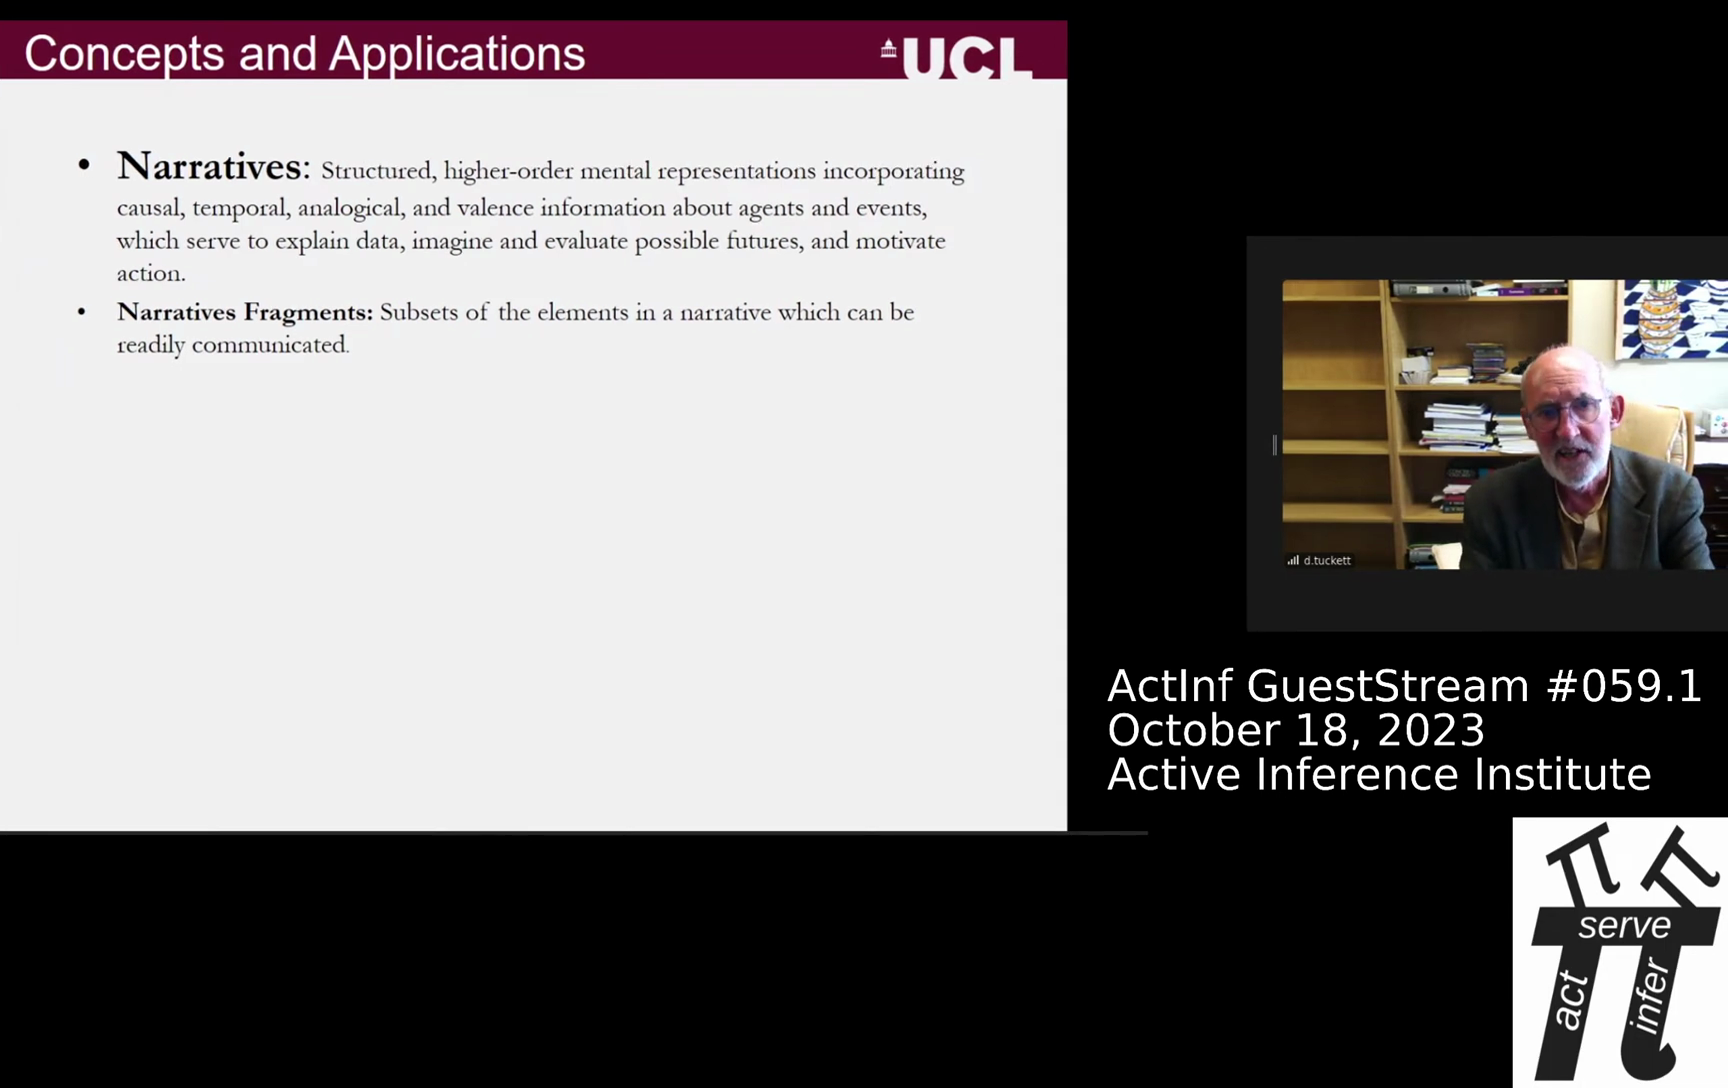 Concepts and Applications
UCL
• Narratives: Structured, higher-order mental representations incorporating
causal, temporal, analogical, and valence information about agents and events,
which serve to explain data, imagine and evaluate possible futures, and motivate
action.
• Narratives Fragments: Subsets of the elements in a narrative which can be
readily communicated.
d.tuckett
ActInf GuestStream #059.1
October 18, 2023
Active Inference Institute
serve
act
infer